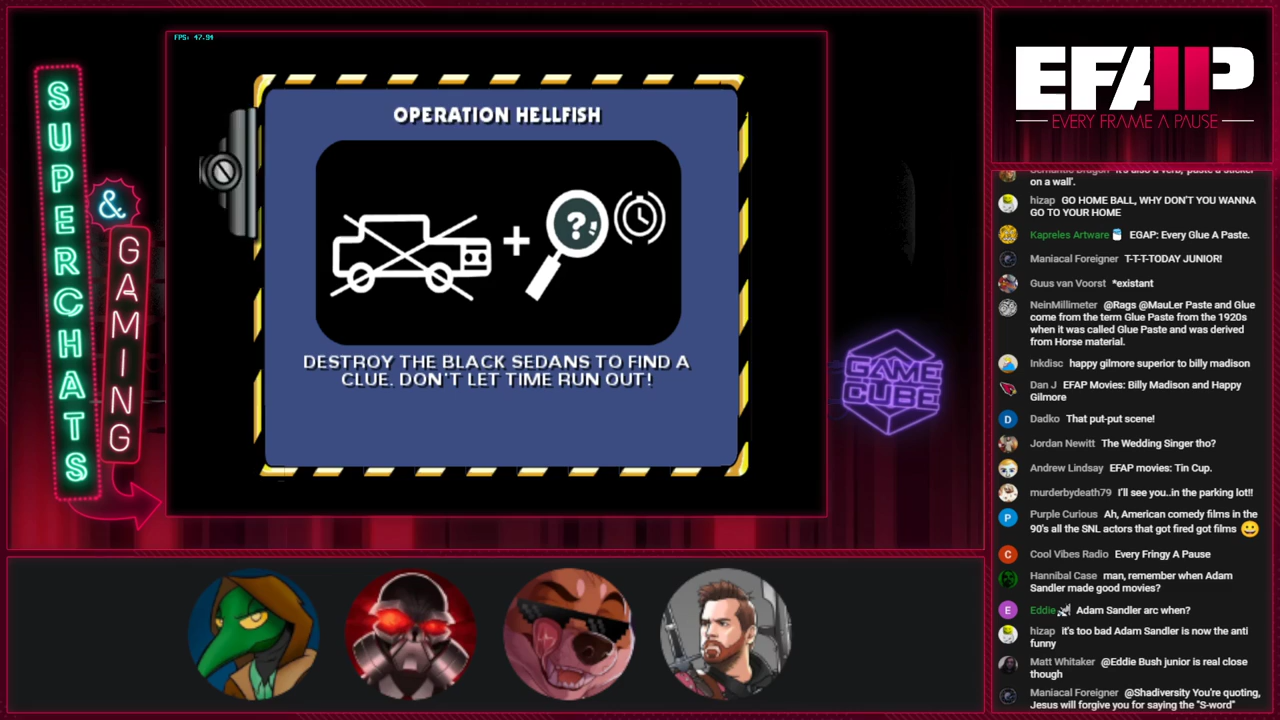 FPS: 47.94
SUPERCHATS
&
GAMING
OPERATION HELLFISH
?!
+
DESTROY THE BLACK SEDANS TO FIND A
CLUE. DON'T LET TIME RUN OUT!
GAME
CUBE
EFAP
EVERY FRAME A PAUSE
on a wall'.
hizap GO HOME BALL, WHY DON'T YOU WANNA
GO TO YOUR HOME
Kapreles Artware EGAP: Every Glue A Paste.
Maniacal Foreigner T-T-T-TODAY JUNIOR!
Guus van Voorst *existant
NeinMillimeter @Rags @MauLer Paste and Glue
come from the term Glue Paste from the 1920s
when it was called Glue Paste and was derived
from Horse material.
Inkdisc happy gilmore superior to billy madison
Dan J EFAP Movies: Billy Madison and Happy
Gilmore
D
Dadko That put-put scene!
Jordan Newitt The Wedding Singer tho?
Andrew Lindsay EFAP movies: Tin Cup.
murderbydeath79 I'll see you..in the parking lot!!
P
Purple Curious Ah, American comedy films in the
90's all the SNL actors that got fired got films 😀
C
Cool Vibes Radio Every Fringy A Pause
Hannibal Case man, remember when Adam
Sandler made good movies?
E
Eddie Adam Sandler arc when?
hizap it's too bad Adam Sandler is now the anti
funny
Matt Whitaker @Eddie Bush junior is real close
though
Maniacal Foreigner @Shadiversity You're quoting,
Jesus will forgive you for saying the "S-word"